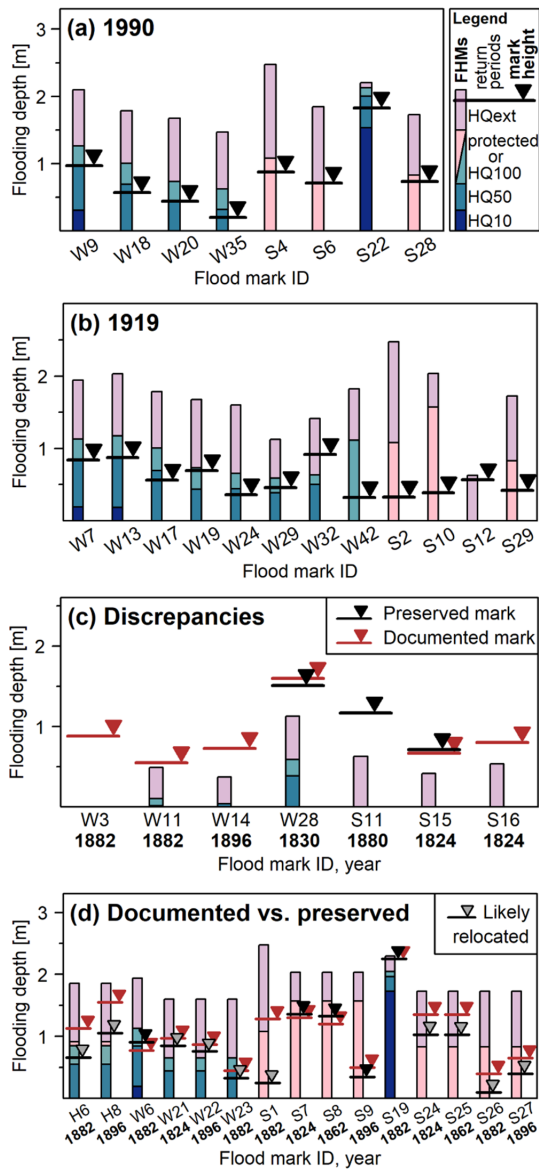 (a) 1990
Flooding depth [m]
3
2
1
W9 W18 W20 W35 S4 S6 S22 S28
Flood mark ID
Legend
FHMs
return periods
mark height
HQext
protected or HQ100
HQ50
HQ10
(b) 1919
Flooding depth [m]
2
1
W7 W13 W17 W19 W24 W29 W32 W42 S2 S10 S12 S29
Flood mark ID
(c) Discrepancies
Preserved mark
Documented mark
Flooding depth [m]
2
1
W3 W11 W14 W28 S11 S15 S16
1882 1882 1896 1830 1880 1824 1824
Flood mark ID, year
(d) Documented vs. preserved
Likely
relocated
Flooding depth [m]
3
2
1
H6 H8 W6 W21 W22 W23 S1 S7 S8 S9 S19 S24 S25 S26 S27
1882 1896 1882 1824 1896 1882 1882 1824 1862 1896 1882 1824 1862 1882 1896
Flood mark ID, year